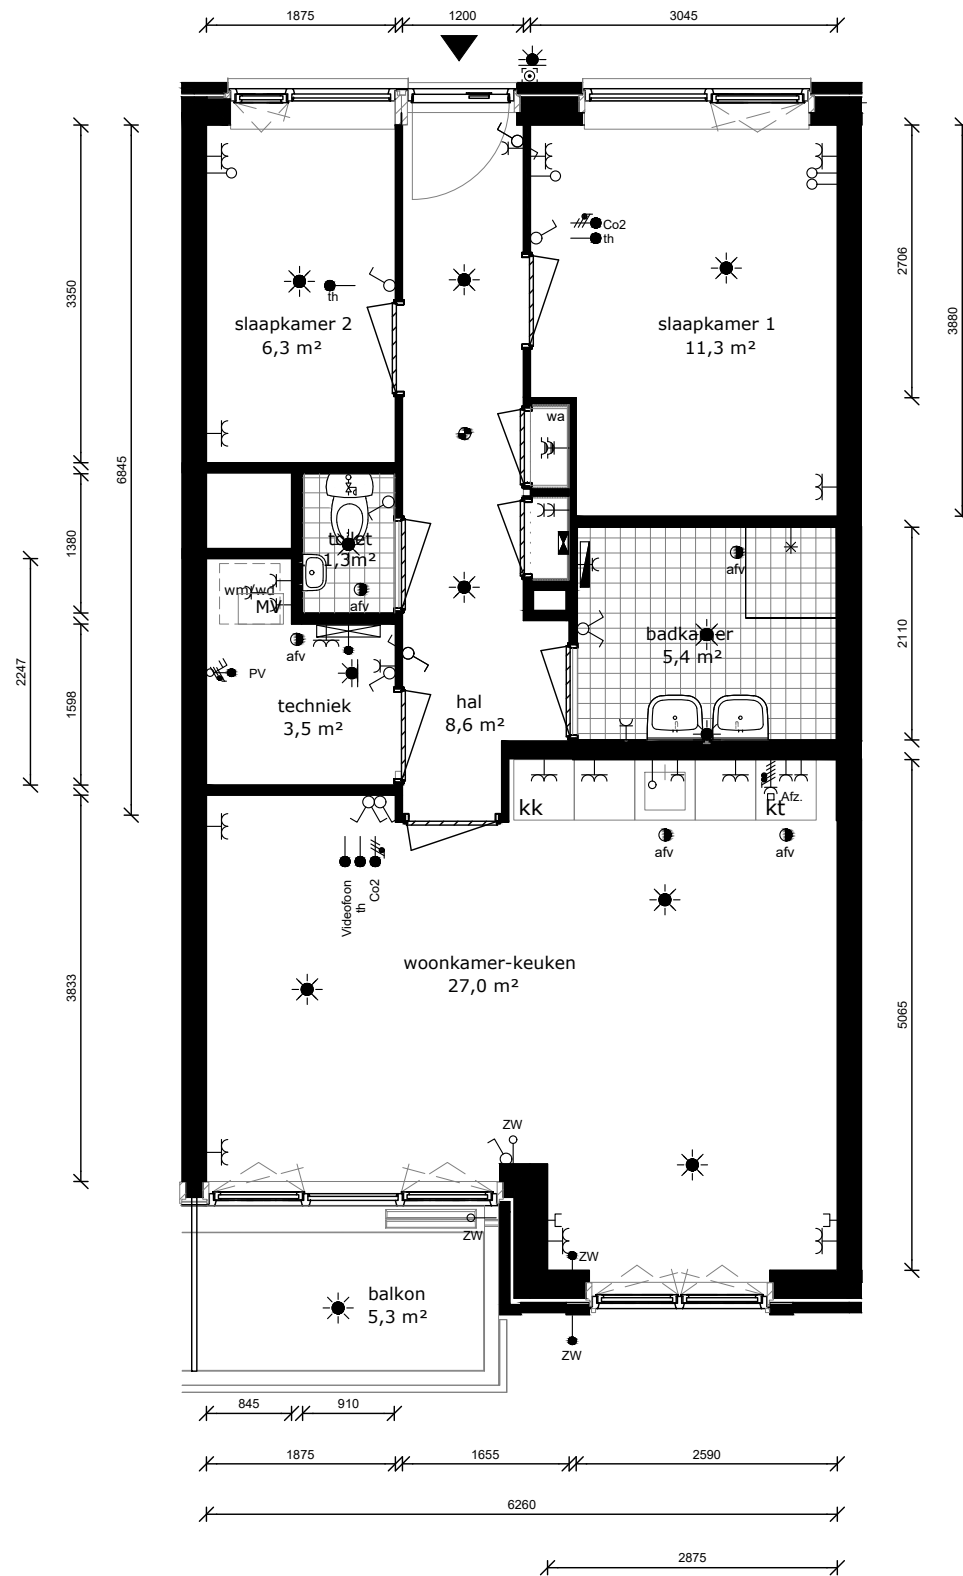 1875
1200
3045
Co2
th
th
slaapkamer 2
6,3 m²
slaapkamer 1
11,3 m²
3350
6845
2706
3880
wa
toilet
1,3m²
afv
afv
1380
wm/wd
MV
afv
PV
badkamer
5,4 m²
2110
2247
1598
techniek
3,5 m²
hal
8,6 m²
kk
kt
Afz.
afv
afv
Videofoon
th
Co2
woonkamer-keuken
27,0 m²
3833
5065
ZW
ZW
ZW
balkon
5,3 m²
ZW
845
910
1875
1655
2590
6260
2875